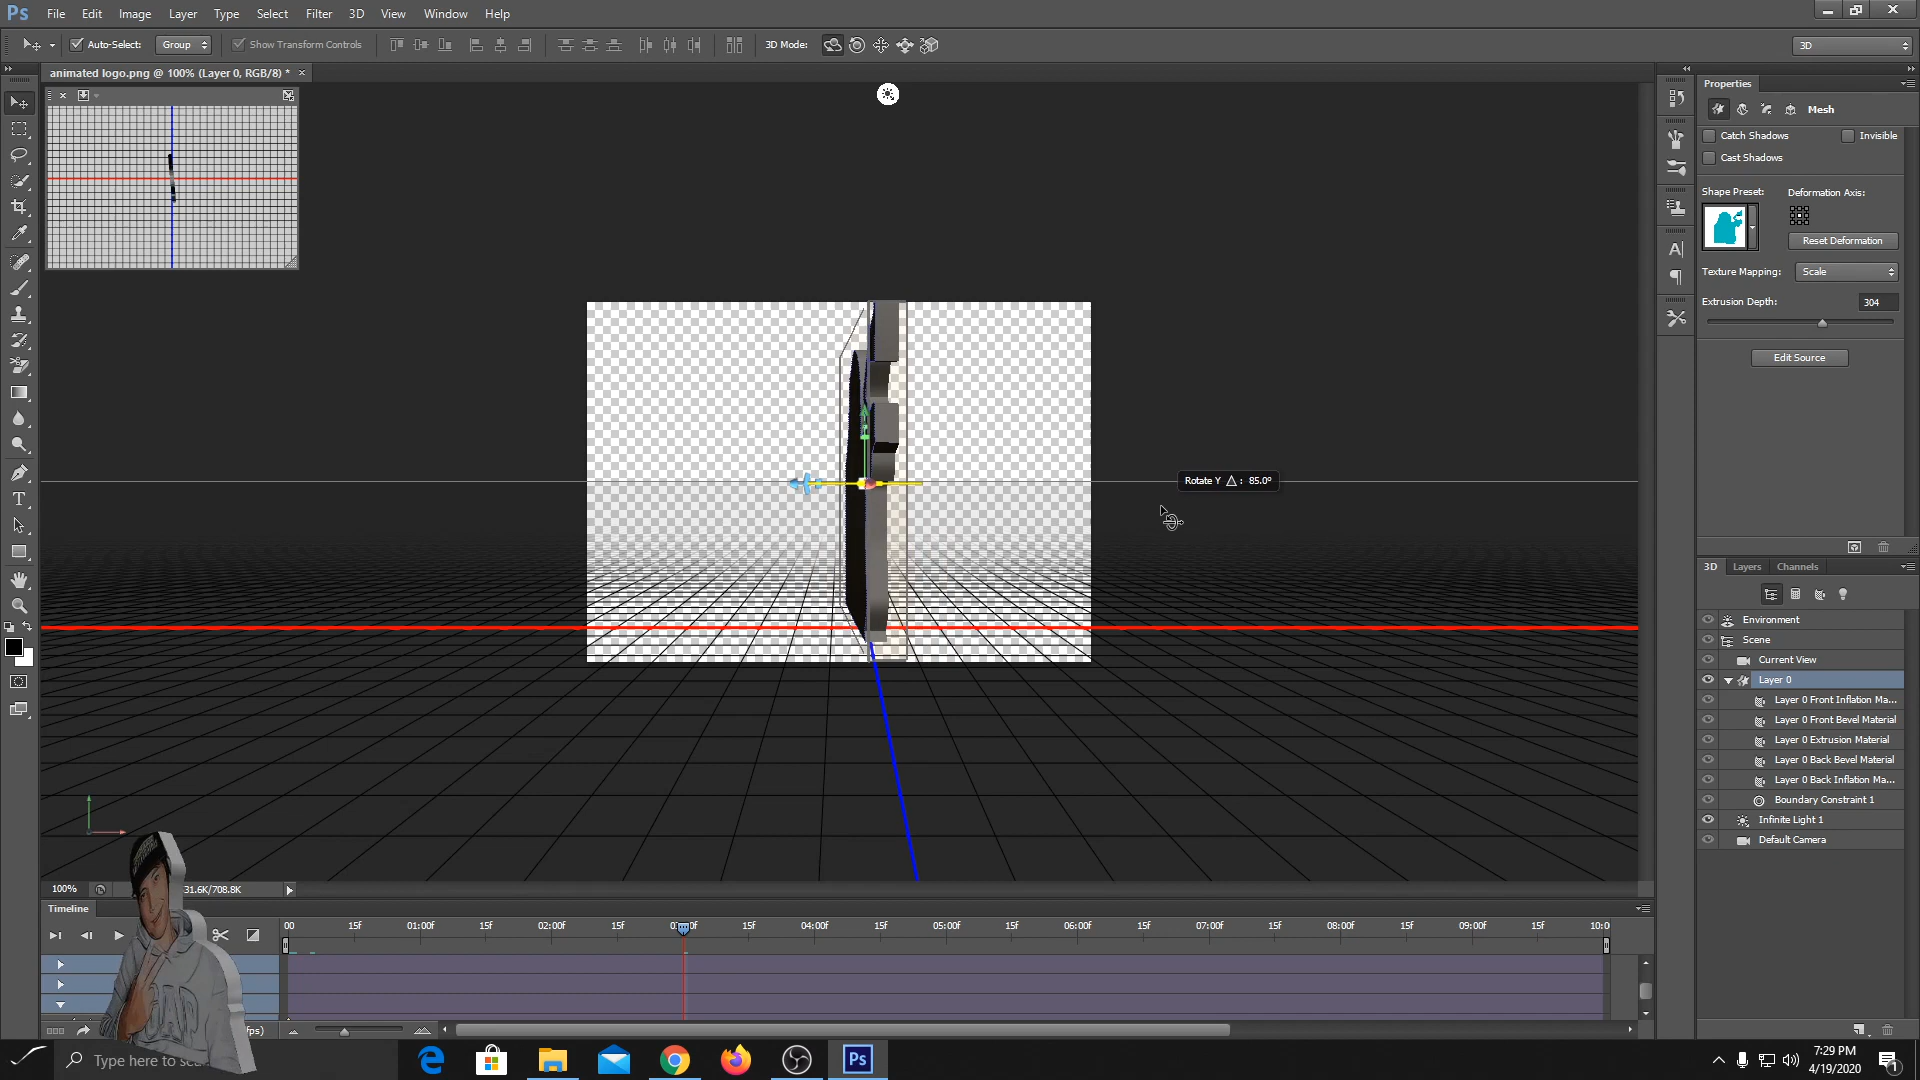 Ps File Edit Image Layer Type Select Filter 3D View Window Help
Auto-Select: Group Show Transform Controls 3D Mode: 3D
animated logo.png @ 100% (Layer 0, RGB/8) *
Properties
Mesh
Catch Shadows Invisible
Cast Shadows
Shape Preset: Deformation Axis:
Reset Deformation
Texture Mapping: Scale
Extrusion Depth: 304
Edit Source
Rotate Y △ : 85.0°
3D Layers Channels
Environment
Scene
Current View
Layer 0
Layer 0 Front Inflation Ma...
Layer 0 Front Bevel Material
Layer 0 Extrusion Material
Layer 0 Back Bevel Material
Layer 0 Back Inflation Ma...
Boundary Constraint 1
Infinite Light 1
Default Camera
100% 31.6K/708.8K
Timeline
00 15f 01:00f 15f 02:00f 15f 15f 04:00f 15f 05:00f 15f 06:00f 15f 07:00f 15f 08:00f 15f 09:00f 15f 10:0
fps)
Type here to se
Ps
7:29 PM
4/19/2020
1